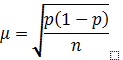 μ = √(p(1 − p)/n)